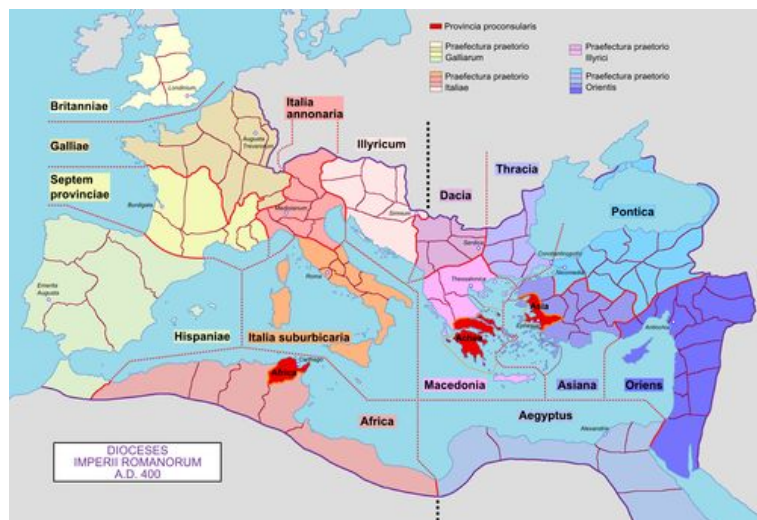 Provincia proconsularis
Praefectura praetorio
Galliarum
Praefectura praetorio
Illyrici
Praefectura praetorio
Italiae
Praefectura praetorio
Orientis
Londinium
Britanniae
Italia
annonaria
Galliae
Augusta
Treverorum
Illyricum
Thracia
Septem
provinciae
Dacia
Burdigala
Mediolanum
Sirmium
Pontica
Serdica
Constantinopolis
Nicomedia
Thessalonica
Emerita
Augusta
Roma
Asia
Ephesus
Antiochia
Hispaniae
Italia suburbicaria
Achaea
Carthago
Africa
Macedonia
Asiana
Oriens
Africa
Aegyptus
Alexandria
DIOCESES
IMPERII ROMANORUM
A.D. 400